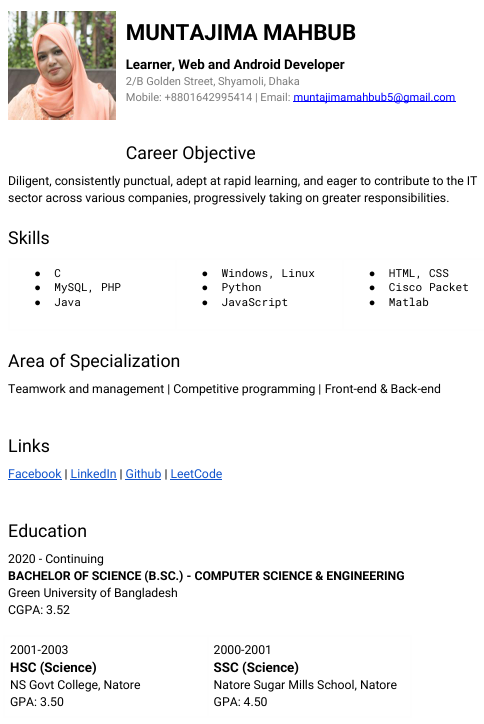 MUNTAJIMA MAHBUB
Learner, Web and Android Developer
2/B Golden Street, Shyamoli, Dhaka
Mobile: +8801642995414 | Email: muntajimamahbub5@gmail.com
Career Objective
Diligent, consistently punctual, adept at rapid learning, and eager to contribute to the IT
sector across various companies, progressively taking on greater responsibilities.
Skills
● C ● Windows, Linux ● HTML, CSS
● MySQL, PHP ● Python ● Cisco Packet
● Java ● JavaScript ● Matlab
Area of Specialization
Teamwork and management | Competitive programming | Front-end & Back-end
Links
Facebook | LinkedIn | Github | LeetCode
Education
2020 - Continuing
BACHELOR OF SCIENCE (B.SC.) - COMPUTER SCIENCE & ENGINEERING
Green University of Bangladesh
CGPA: 3.52
2001-2003
HSC (Science)
NS Govt College, Natore
GPA: 3.50
2000-2001
SSC (Science)
Natore Sugar Mills School, Natore
GPA: 4.50